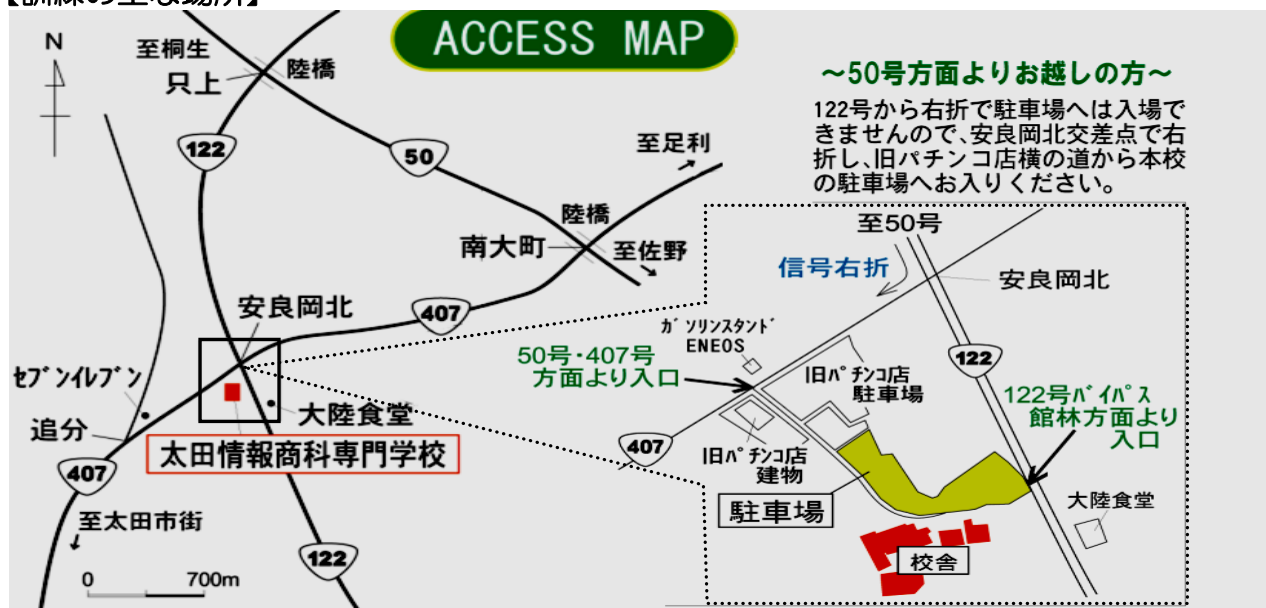 【訓練の主な場所】
ACCESS MAP
N
至桐生
只上
陸橋
122
50
至足利
陸橋
南大町
至佐野
安良岡北
407
セブンイレブン
追分
大陸食堂
太田情報商科専門学校
407
至太田市街
122
0 700m
～50号方面よりお越しの方～
122号から右折で駐車場へは入場で
きませんので、安良岡北交差点で右
折し、旧パチンコ店横の道から本校
の駐車場へお入りください。
至50号
信号右折
安良岡北
ガソリンスタンド
ENEOS
50号・407号
方面より入口
旧パチンコ店
駐車場
122
122号バイパス
館林方面より
入口
407
旧パチンコ店
建物
駐車場
大陸食堂
校舎